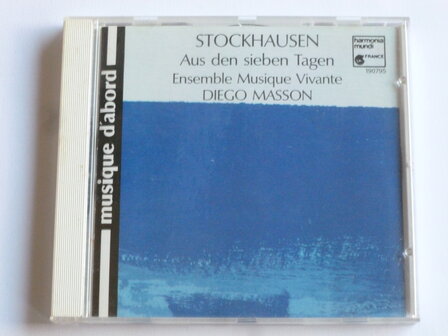 STOCKHAUSEN
Aus den sieben Tagen
Ensemble Musique Vivante
DIEGO MASSON
harmonia
mundi
FRANCE
190795
musique d'abord